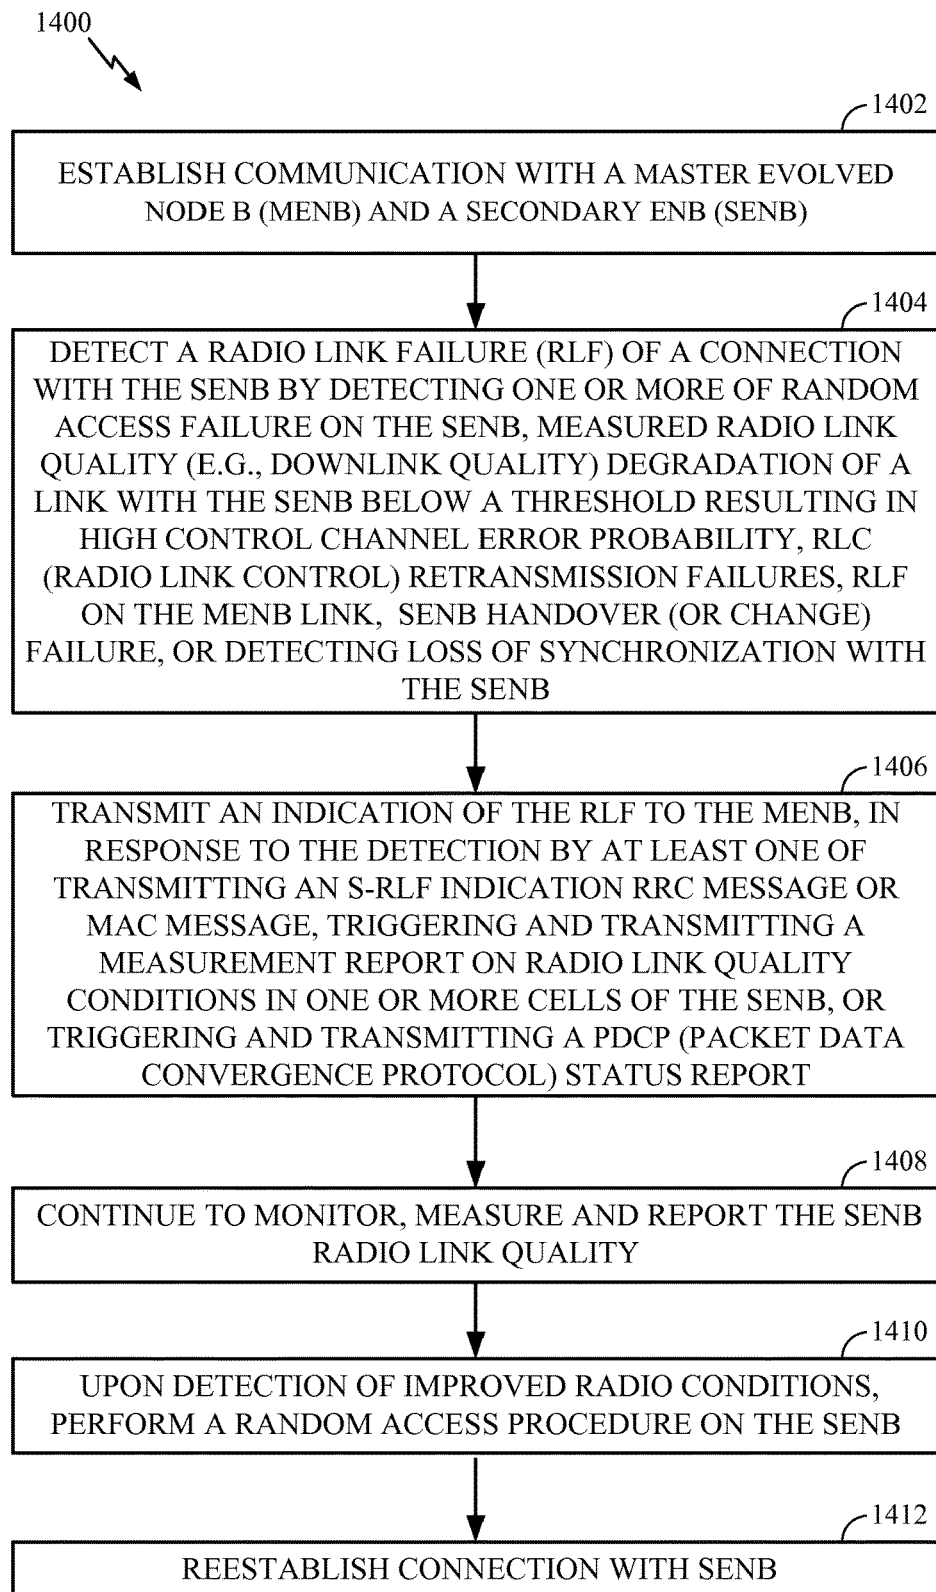 1400
1402
ESTABLISH COMMUNICATION WITH A MASTER EVOLVED
NODE B (MENB) AND A SECONDARY ENB (SENB)
1404
DETECT A RADIO LINK FAILURE (RLF) OF A CONNECTION
WITH THE SENB BY DETECTING ONE OR MORE OF RANDOM
ACCESS FAILURE ON THE SENB, MEASURED RADIO LINK
QUALITY (E.G., DOWNLINK QUALITY) DEGRADATION OF A
LINK WITH THE SENB BELOW A THRESHOLD RESULTING IN
HIGH CONTROL CHANNEL ERROR PROBABILITY, RLC
(RADIO LINK CONTROL) RETRANSMISSION FAILURES, RLF
ON THE MENB LINK, SENB HANDOVER (OR CHANGE)
FAILURE, OR DETECTING LOSS OF SYNCHRONIZATION WITH
THE SENB
1406
TRANSMIT AN INDICATION OF THE RLF TO THE MENB, IN
RESPONSE TO THE DETECTION BY AT LEAST ONE OF
TRANSMITTING AN S-RLF INDICATION RRC MESSAGE OR
MAC MESSAGE, TRIGGERING AND TRANSMITTING A
MEASUREMENT REPORT ON RADIO LINK QUALITY
CONDITIONS IN ONE OR MORE CELLS OF THE SENB, OR
TRIGGERING AND TRANSMITTING A PDCP (PACKET DATA
CONVERGENCE PROTOCOL) STATUS REPORT
1408
CONTINUE TO MONITOR, MEASURE AND REPORT THE SENB
RADIO LINK QUALITY
1410
UPON DETECTION OF IMPROVED RADIO CONDITIONS,
PERFORM A RANDOM ACCESS PROCEDURE ON THE SENB
1412
REESTABLISH CONNECTION WITH SENB